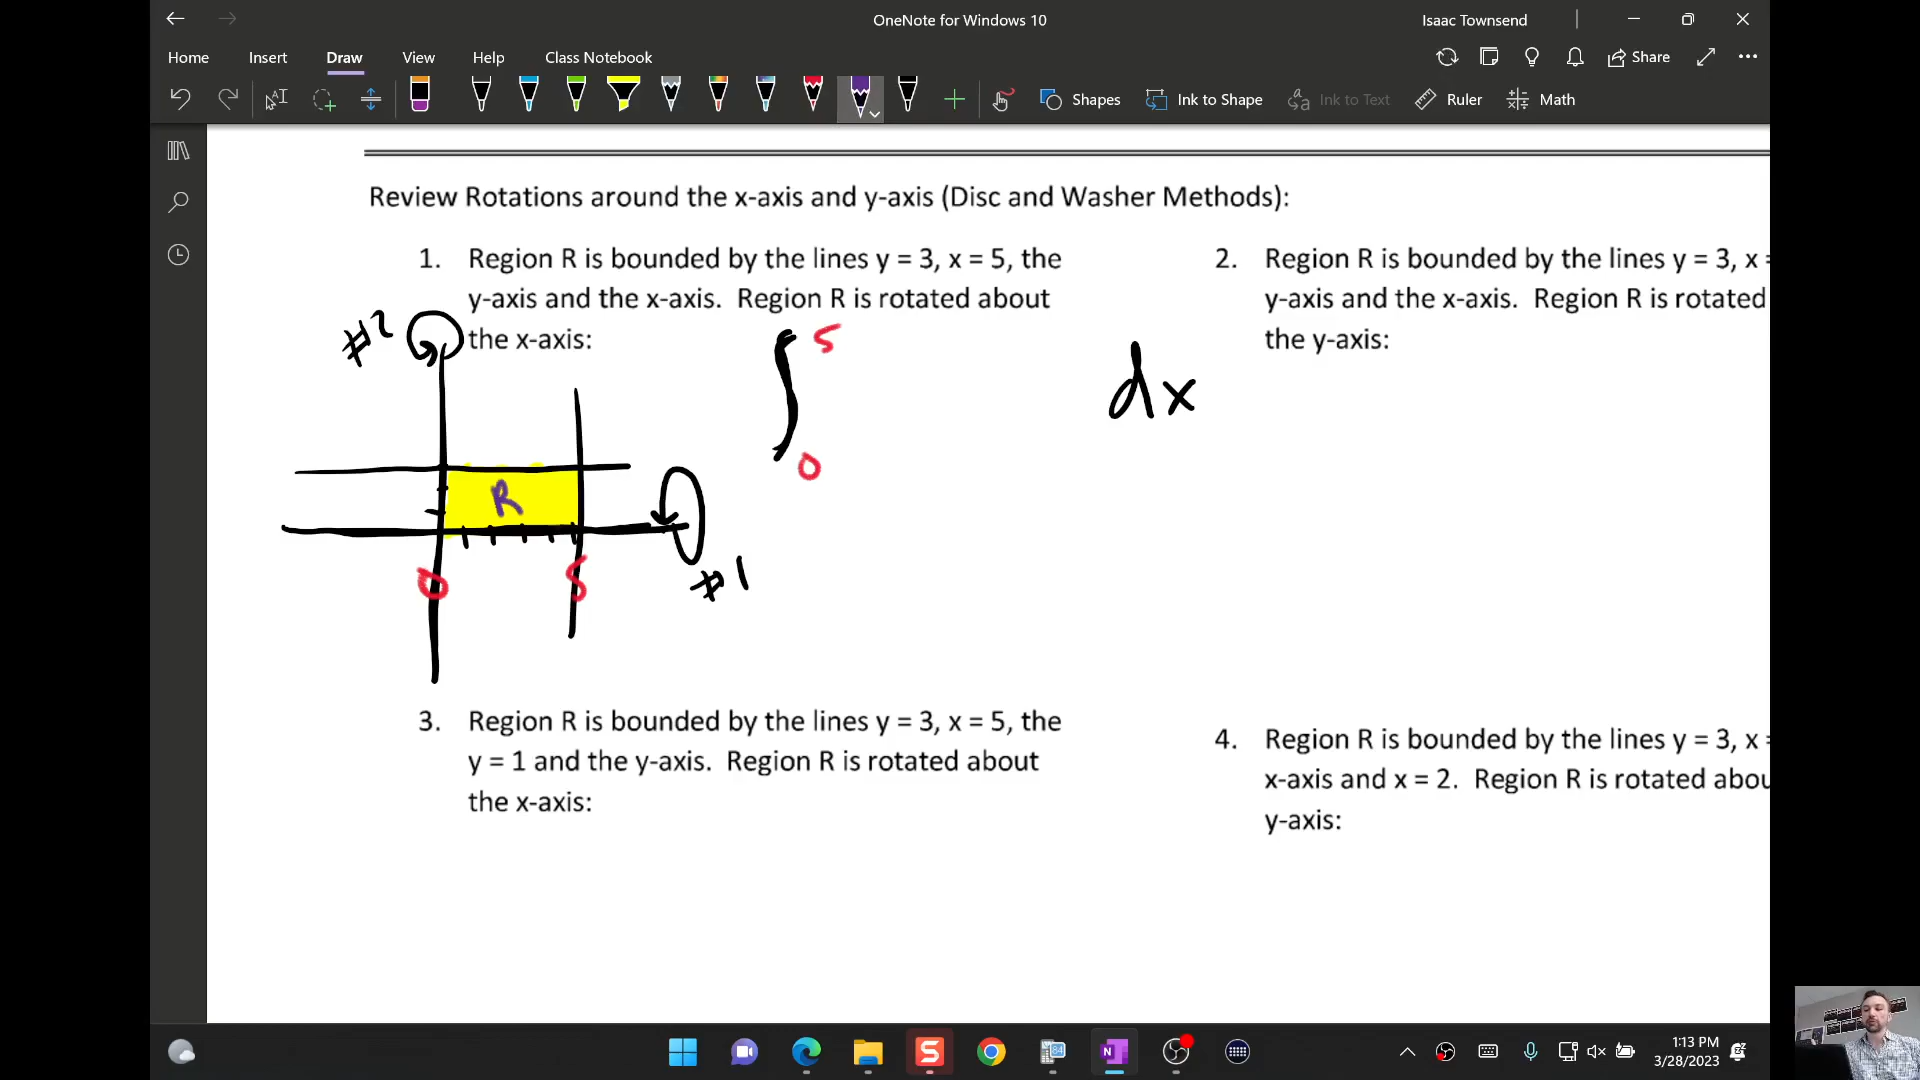 OneNote for Windows 10
Isaac Townsend
Home Insert Draw View Help Class Notebook
Share
Shapes Ink to Shape Ink to Text Ruler Math
Review Rotations around the x-axis and y-axis (Disc and Washer Methods):
1. Region R is bounded by the lines y = 3, x = 5, the
y-axis and the x-axis. Region R is rotated about
the x-axis:
#2
∫ 5 0 dx
R
0 5
#1
2. Region R is bounded by the lines y = 3, x
y-axis and the x-axis. Region R is rotated
the y-axis:
3. Region R is bounded by the lines y = 3, x = 5, the
y = 1 and the y-axis. Region R is rotated about
the x-axis:
4. Region R is bounded by the lines y = 3, x
x-axis and x = 2. Region R is rotated abou
y-axis:
1:13 PM
3/28/2023